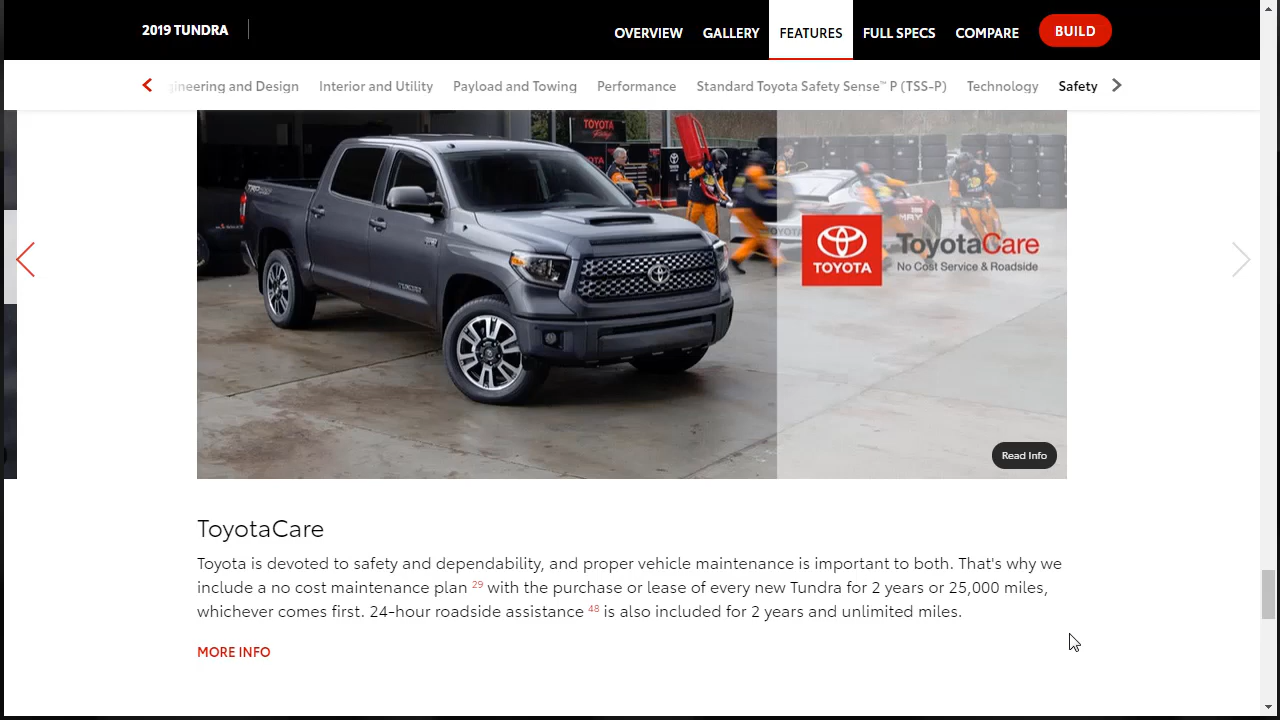 2019 TUNDRA
OVERVIEW GALLERY FEATURES FULL SPECS COMPARE BUILD
gineering and Design Interior and Utility Payload and Towing Performance Standard Toyota Safety Sense™ P (TSS-P) Technology Safety
TOYOTA
Racing
TRD
TUNDRA
TOYOTA
ToyotaCare
No Cost Service & Roadside
Read Info
ToyotaCare
Toyota is devoted to safety and dependability, and proper vehicle maintenance is important to both. That's why we
include a no cost maintenance plan 29 with the purchase or lease of every new Tundra for 2 years or 25,000 miles,
whichever comes first. 24-hour roadside assistance 48 is also included for 2 years and unlimited miles.
MORE INFO